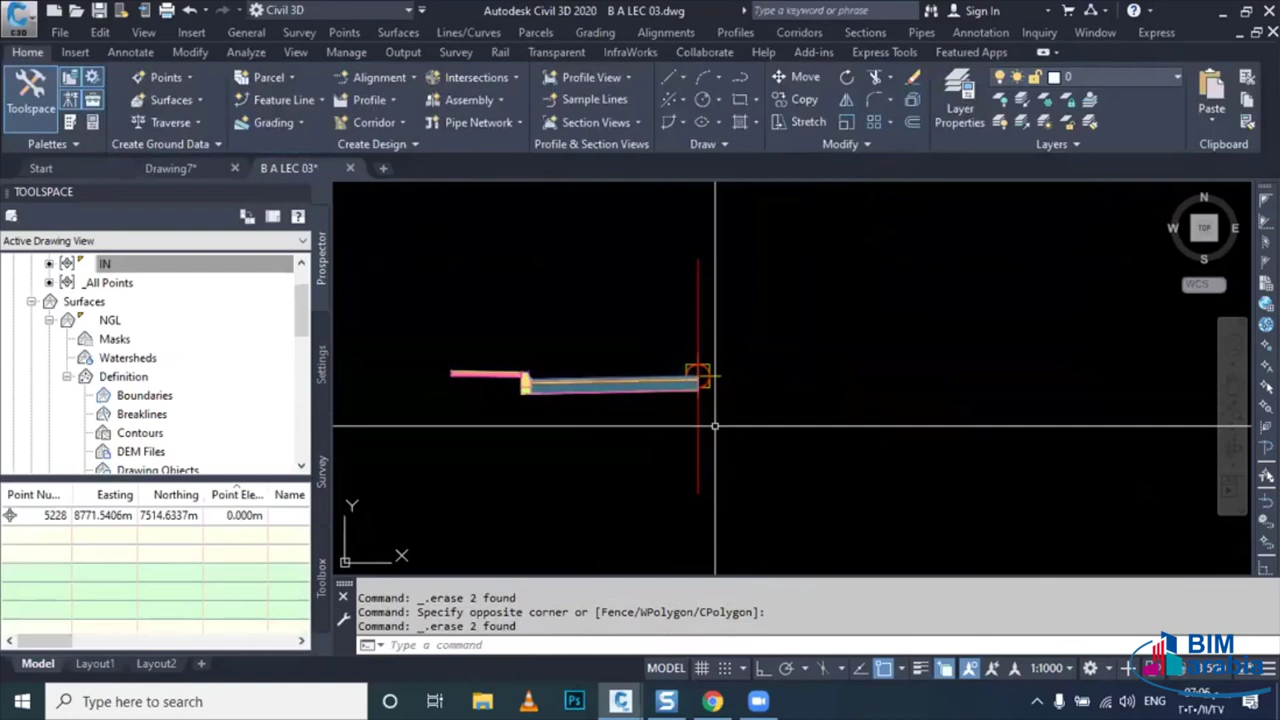 C3D
Civil 3D
Autodesk Civil 3D 2020 B A LEC 03.dwg
Type a keyword or phrase
Sign In
File Edit View Insert General Survey Points Surfaces Lines/Curves Parcels Grading Alignments Profiles Corridors Sections Pipes Annotation Inquiry Window Express
Home Insert Annotate Modify Analyze View Manage Output Survey Rail Transparent InfraWorks Collaborate Help Add-ins Express Tools Featured Apps
Points Parcel Alignment Intersections Profile View Move 0
Toolspace Surfaces Feature Line Profile Assembly Sample Lines Copy Layer Properties Paste
Traverse Grading Corridor Pipe Network Section Views Stretch
Palettes Create Ground Data Create Design Profile & Section Views Draw Modify Layers Clipboard
Start Drawing7* B A LEC 03*
TOOLSPACE
Active Drawing View
IN
_All Points
Surfaces
NGL
Masks
Watersheds
Definition
Boundaries
Breaklines
Contours
DEM Files
Drawing Objects
Prospector
Settings
Survey
Toolbox
Point Nu... Easting Northing Point Ele... Name
5228 8771.5406m 7514.6337m 0.000m
N
W TOP E
S
WCS
Y
X
Command: _.erase 2 found
Command: Specify opposite corner or [Fence/WPolygon/CPolygon]:
Command: _.erase 2 found
Type a command
Model Layout1 Layout2 +
MODEL 1:1000
BIM
arabia
Type here to search
Ps
ENG